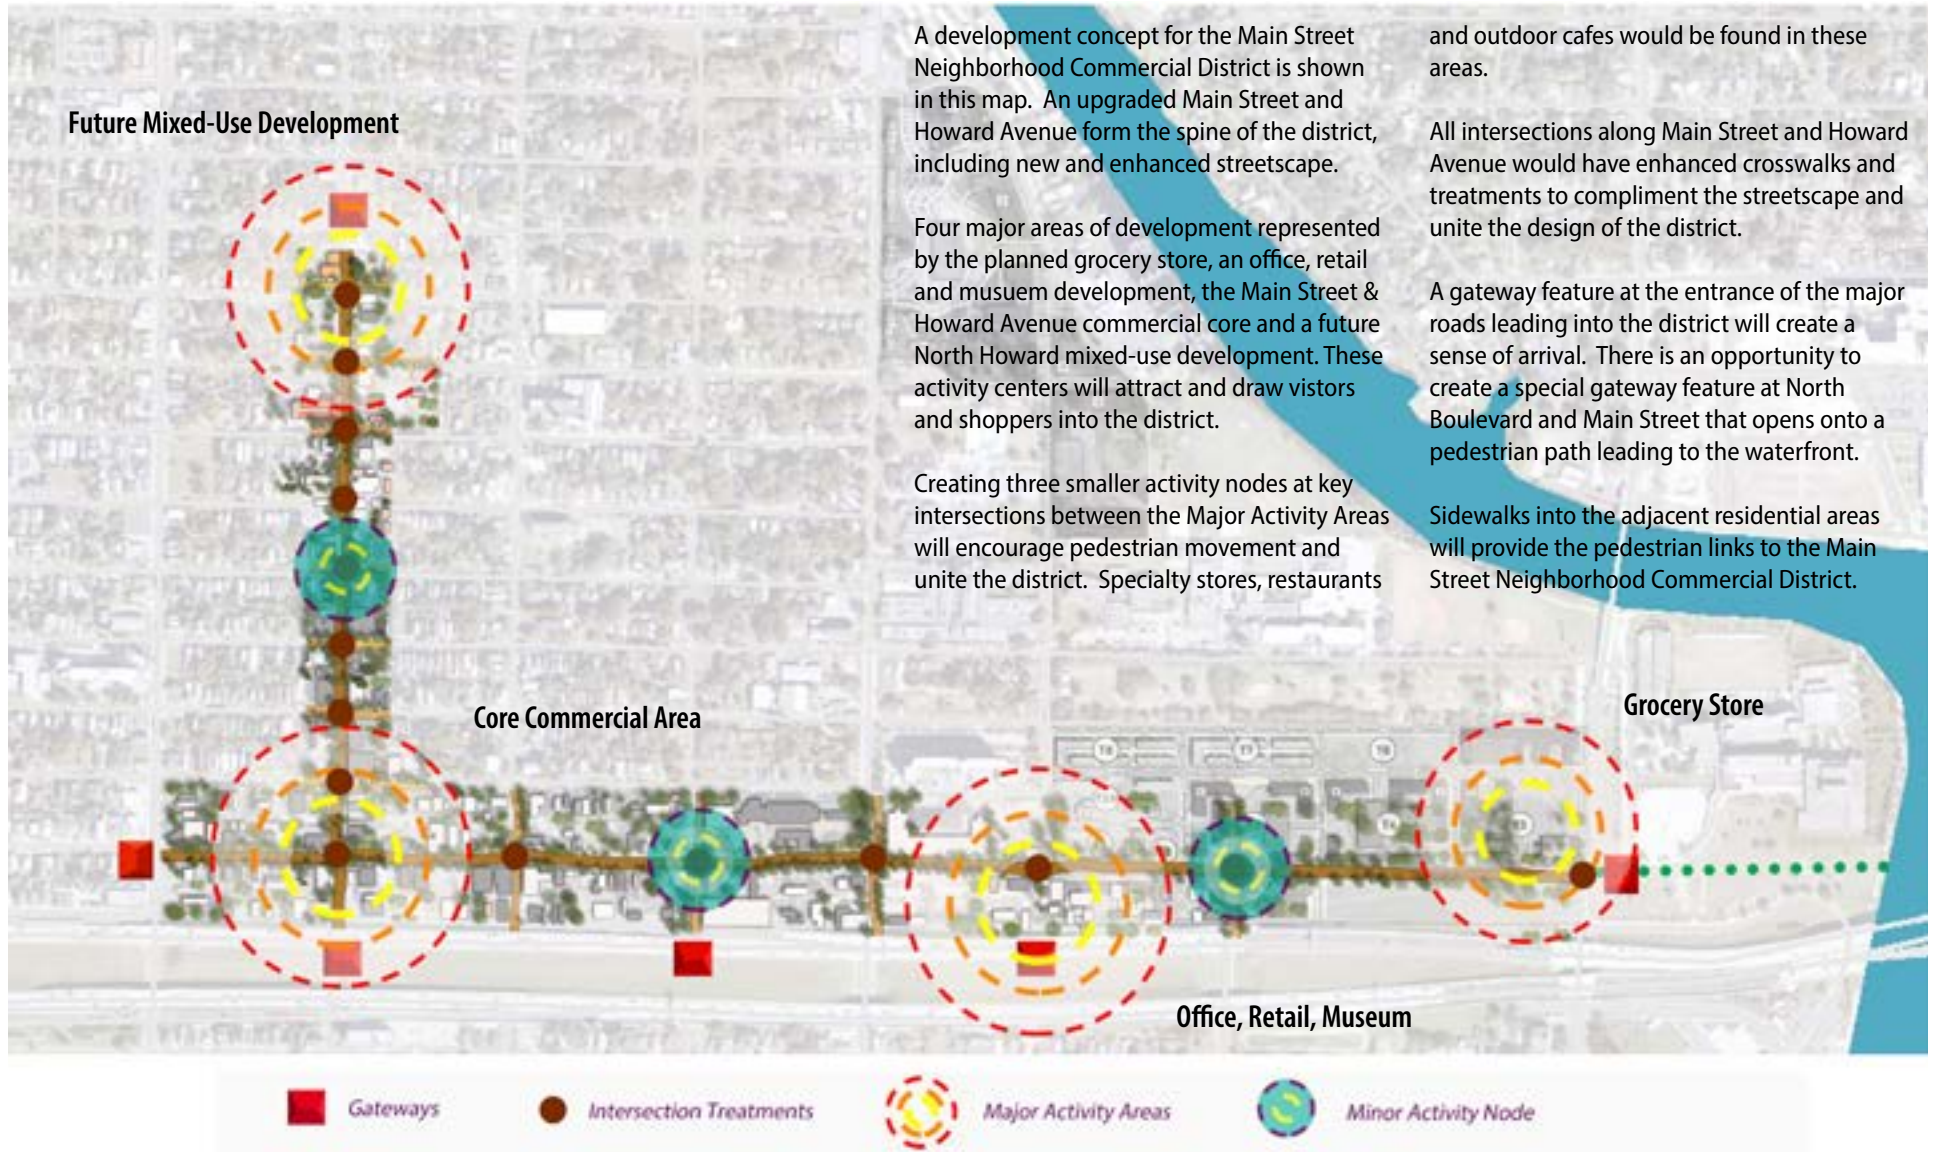 A development concept for the Main Street
Neighborhood Commercial District is shown
in this map.  An upgraded Main Street and
Howard Avenue form the spine of the district,
including new and enhanced streetscape.
Four major areas of development represented
by the planned grocery store, an office, retail
and musuem development, the Main Street &
Howard Avenue commercial core and a future
North Howard mixed-use development. These
activity centers will attract and draw vistors
and shoppers into the district.
Creating three smaller activity nodes at key
intersections between the Major Activity Areas
will encourage pedestrian movement and
unite the district.  Specialty stores, restaurants
and outdoor cafes would be found in these
areas.
All intersections along Main Street and Howard
Avenue would have enhanced crosswalks and
treatments to compliment the streetscape and
unite the design of the district.
A gateway feature at the entrance of the major
roads leading into the district will create a
sense of arrival.  There is an opportunity to
create a special gateway feature at North
Boulevard and Main Street that opens onto a
pedestrian path leading to the waterfront.
Sidewalks into the adjacent residential areas
will provide the pedestrian links to the Main
Street Neighborhood Commercial District.
Future Mixed-Use Development
Core Commercial Area
Grocery Store
Office, Retail, Museum
Gateways
Intersection Treatments
Major Activity Areas
Minor Activity Node